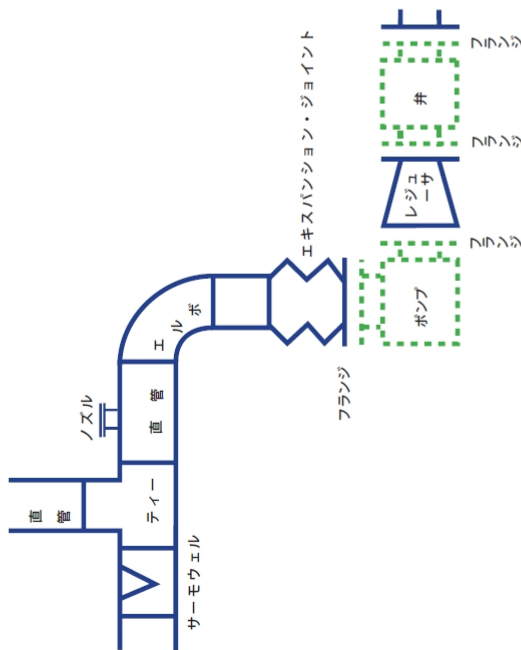 直管
ティー
サーモウェル
ノズル
直管
エルボ
エキスパンション・ジョイント
フランジ
ポンプ
フランジ
レジュ
ーサ
フランジ
弁
フランジ